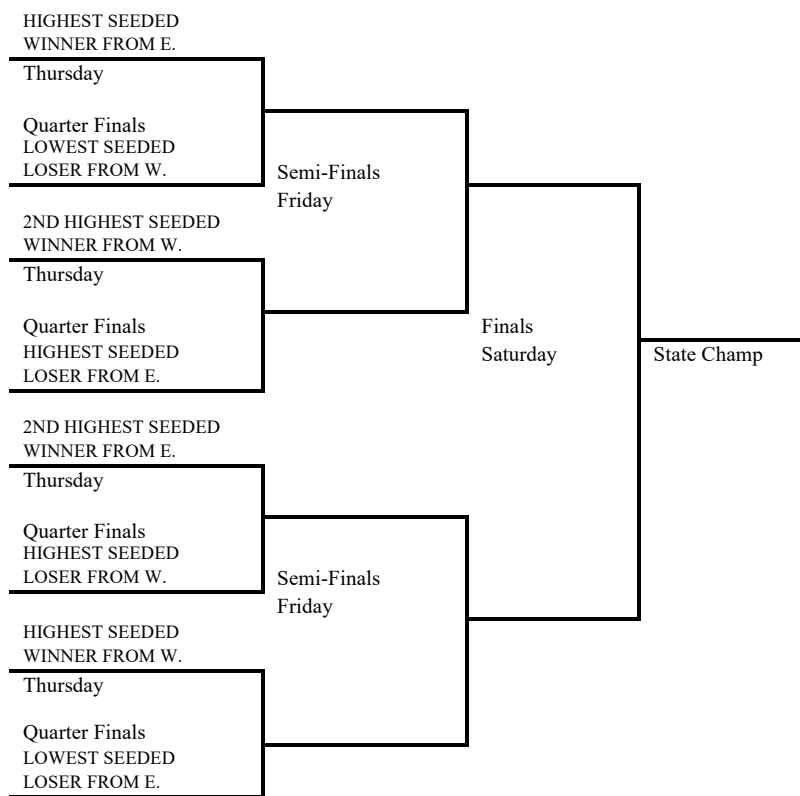 HIGHEST SEEDED
WINNER FROM E.
Thursday
Quarter Finals
LOWEST SEEDED
LOSER FROM W.
Semi-Finals
Friday
2ND HIGHEST SEEDED
WINNER FROM W.
Thursday
Quarter Finals
HIGHEST SEEDED
LOSER FROM E.
Finals
Saturday
State Champ
2ND HIGHEST SEEDED
WINNER FROM E.
Thursday
Quarter Finals
HIGHEST SEEDED
LOSER FROM W.
Semi-Finals
Friday
HIGHEST SEEDED
WINNER FROM W.
Thursday
Quarter Finals
LOWEST SEEDED
LOSER FROM E.